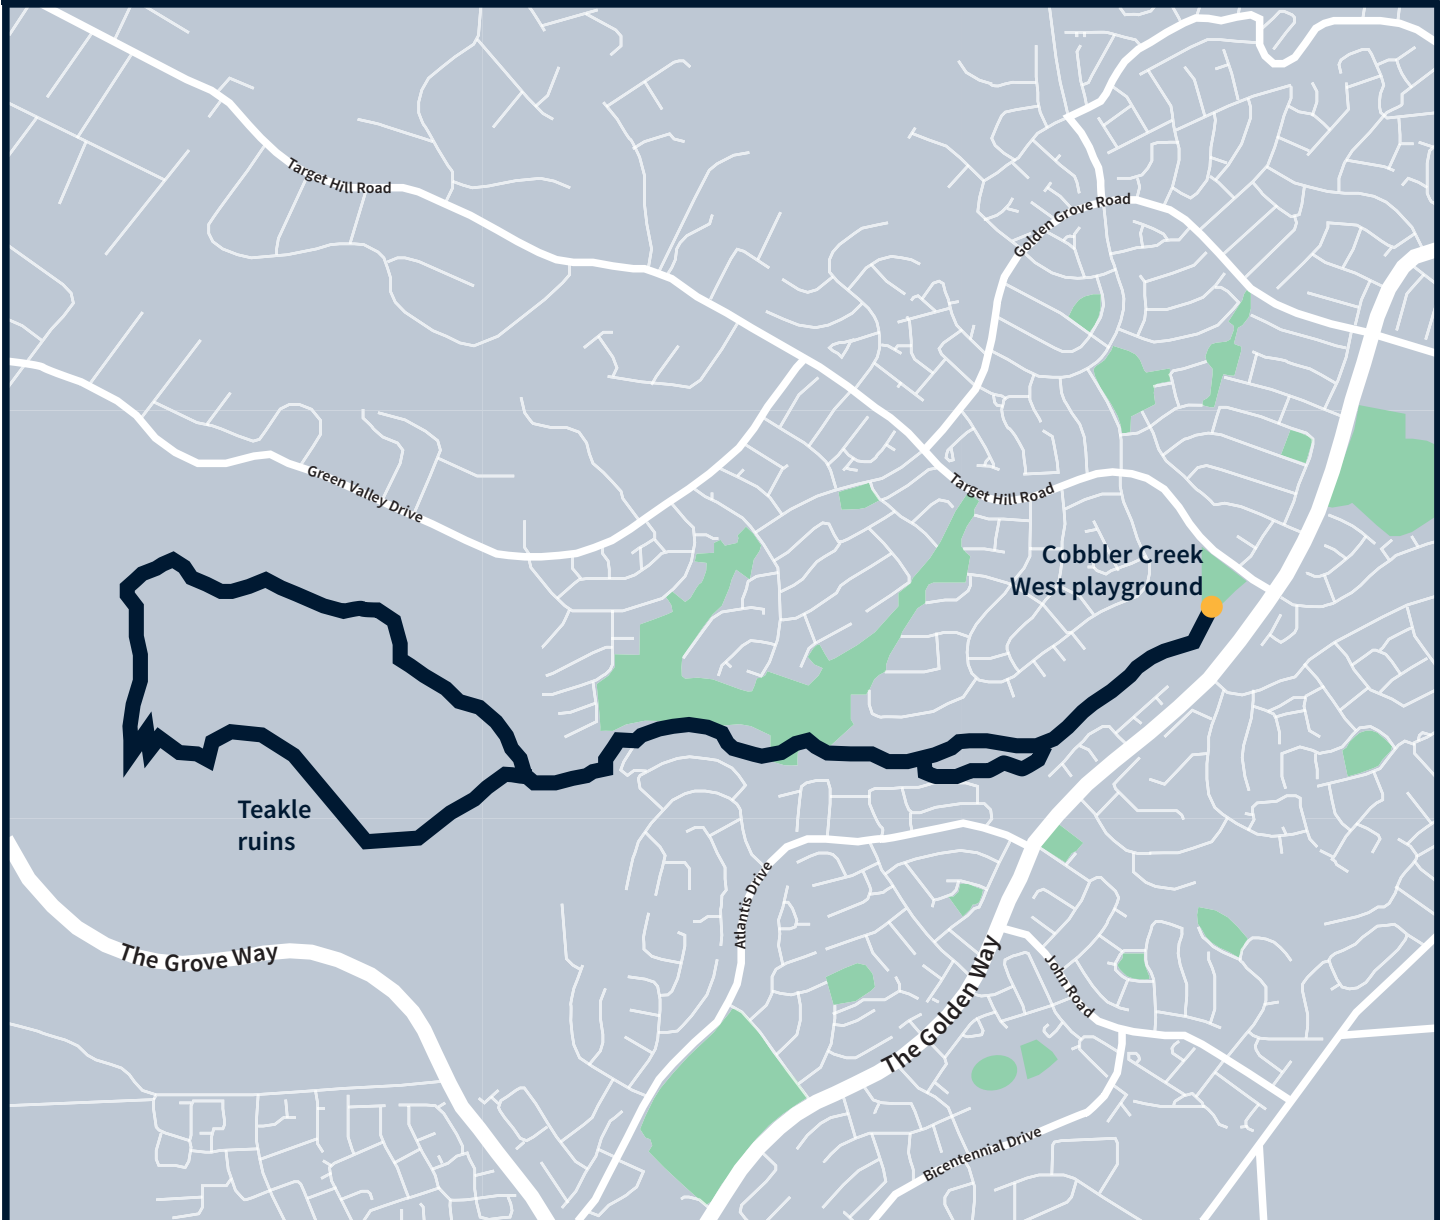 Target Hill Road
Golden Grove Road
Green Valley Drive
Target Hill Road
Cobbler Creek
West playground
Teakle
ruins
Atlantis Drive
The Grove Way
The Golden Way
John Road
Bicentennial Drive